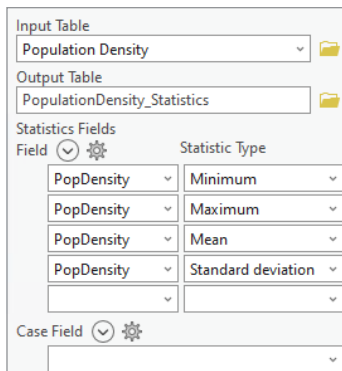 Input Table
Population Density
Output Table
PopulationDensity_Statistics
Statistics Fields
Field Statistic Type
PopDensity Minimum
PopDensity Maximum
PopDensity Mean
PopDensity Standard deviation
Case Field